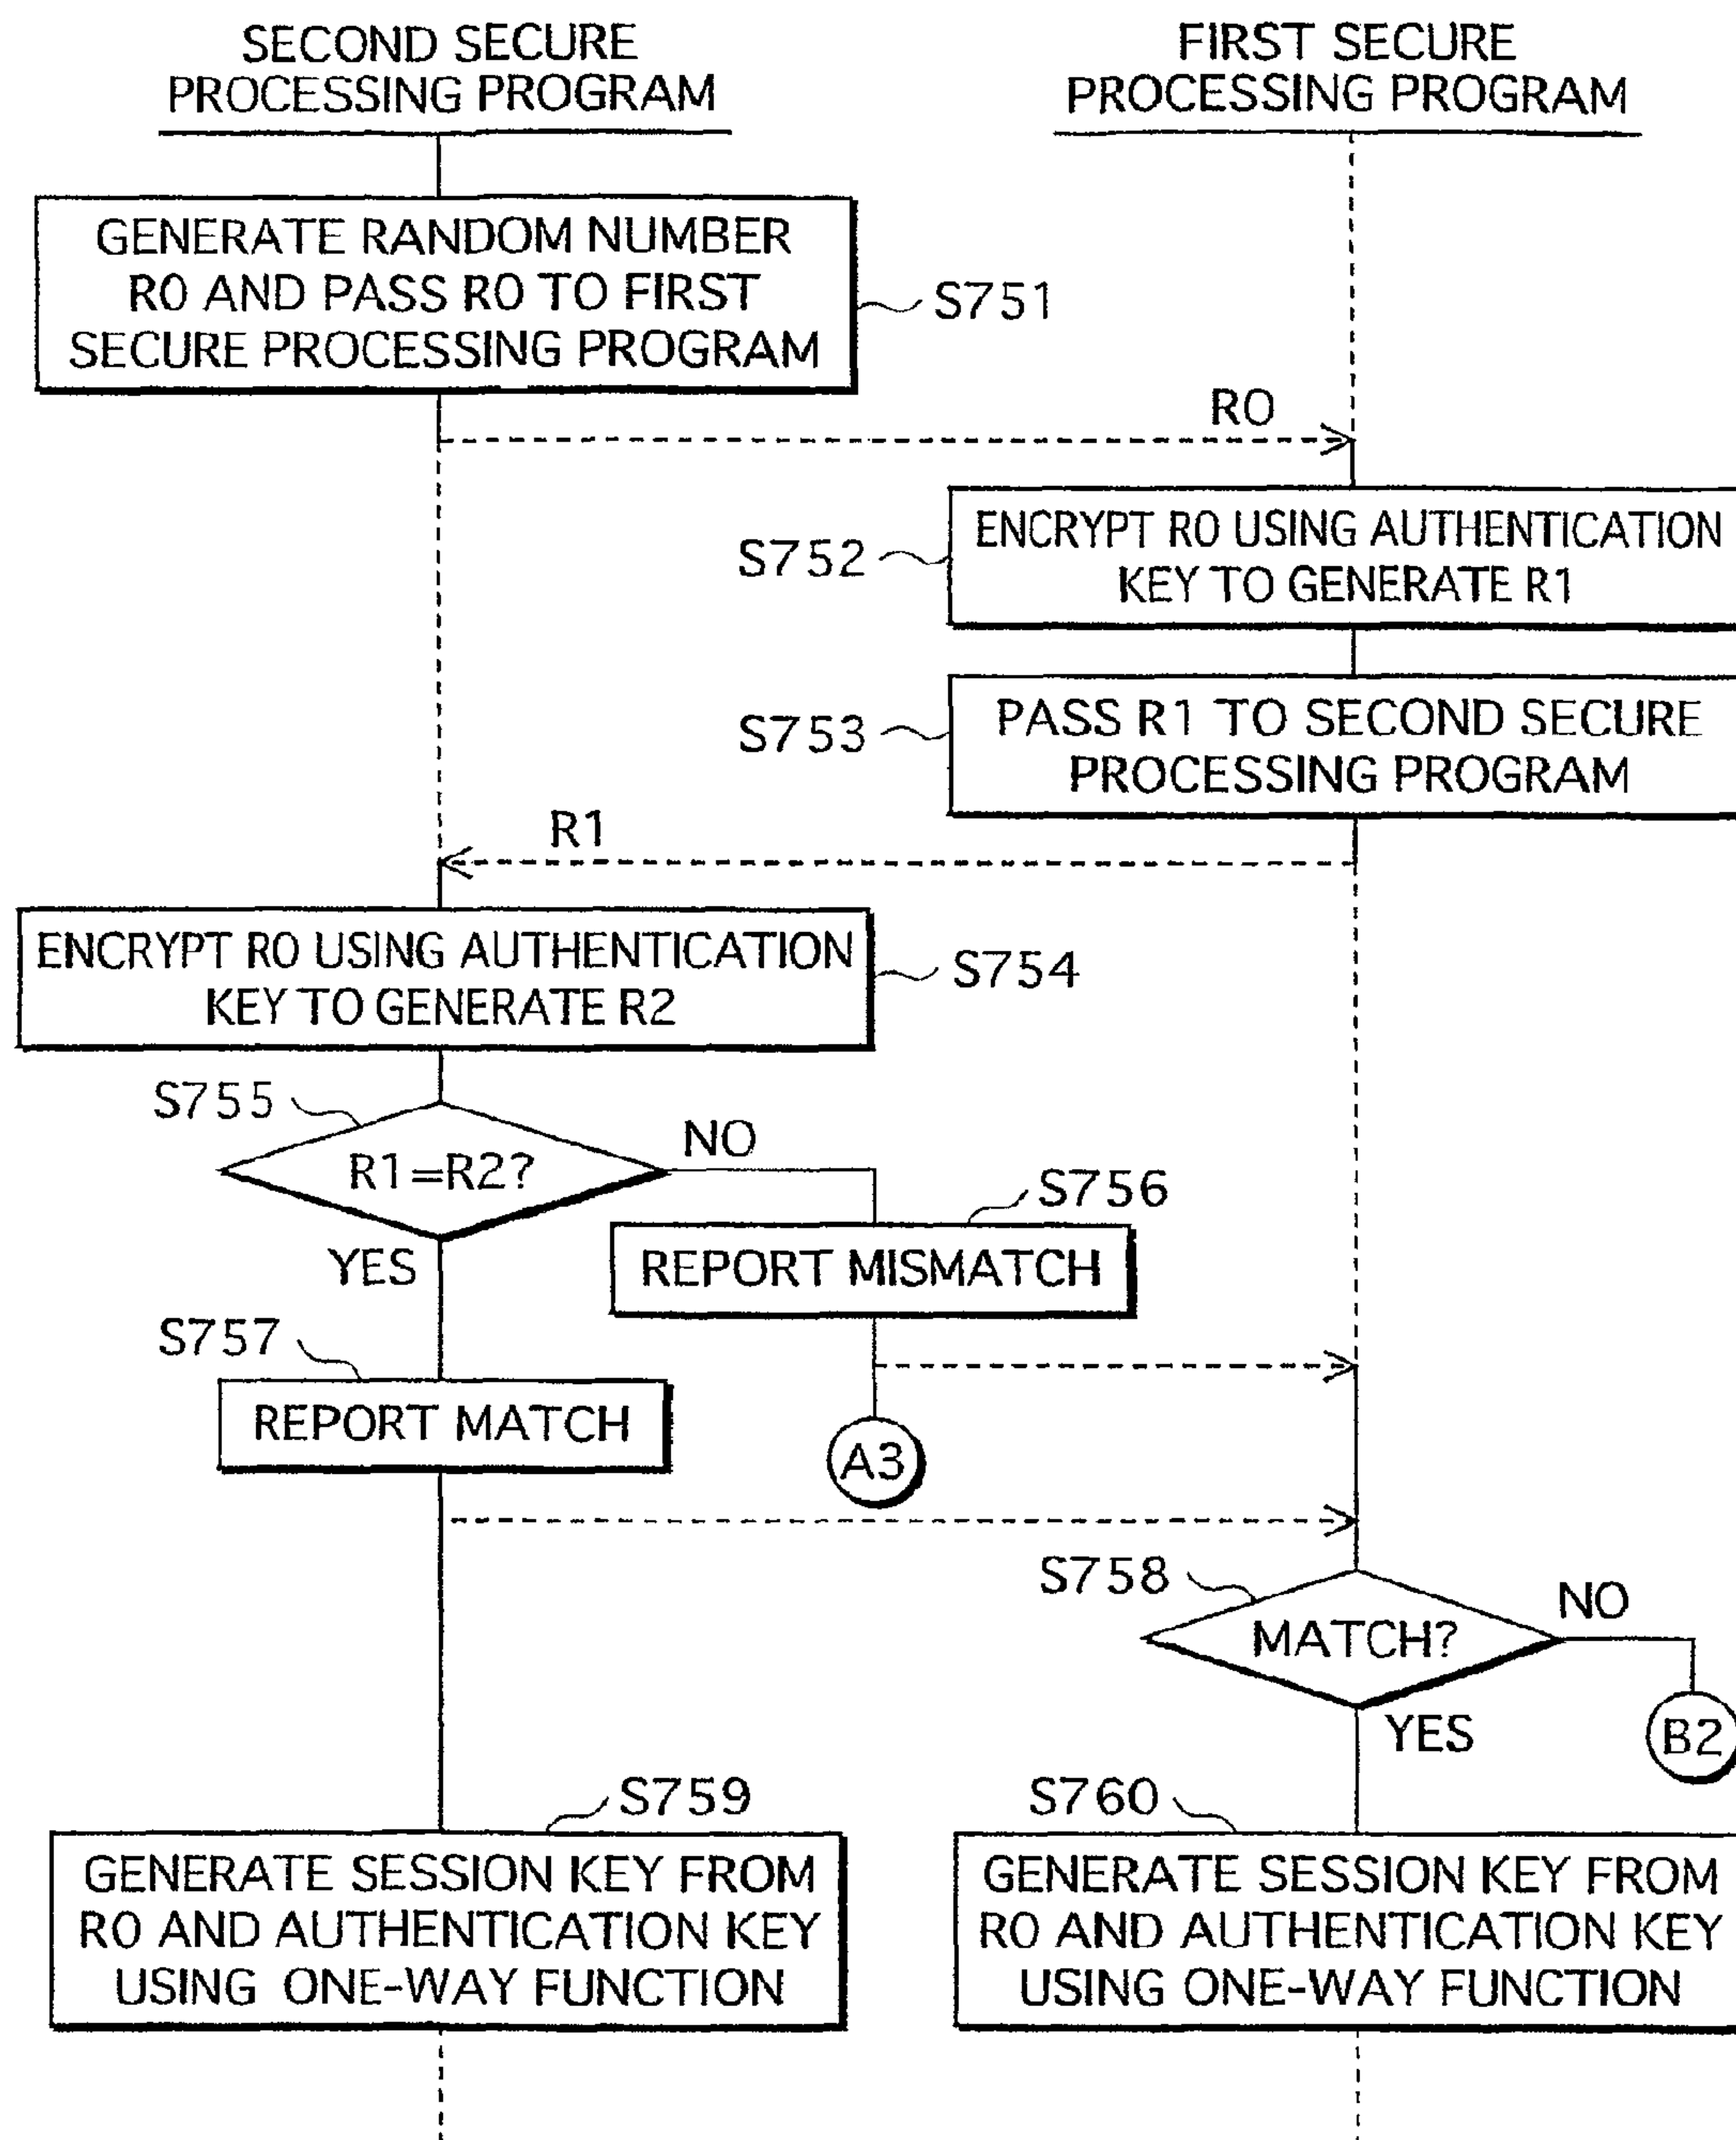 SECOND SECURE
PROCESSING PROGRAM
FIRST SECURE
PROCESSING PROGRAM
GENERATE RANDOM NUMBER
R0 AND PASS R0 TO FIRST
SECURE PROCESSING PROGRAM
S751
R0
S752
ENCRYPT R0 USING AUTHENTICATION
KEY TO GENERATE R1
S753
PASS R1 TO SECOND SECURE
PROCESSING PROGRAM
R1
ENCRYPT R0 USING AUTHENTICATION
KEY TO GENERATE R2
S754
S755
R1=R2?
NO
YES
S756
REPORT MISMATCH
S757
REPORT MATCH
A3
S758
MATCH?
NO
YES
B2
S759
GENERATE SESSION KEY FROM
R0 AND AUTHENTICATION KEY
USING ONE-WAY FUNCTION
S760
GENERATE SESSION KEY FROM
R0 AND AUTHENTICATION KEY
USING ONE-WAY FUNCTION